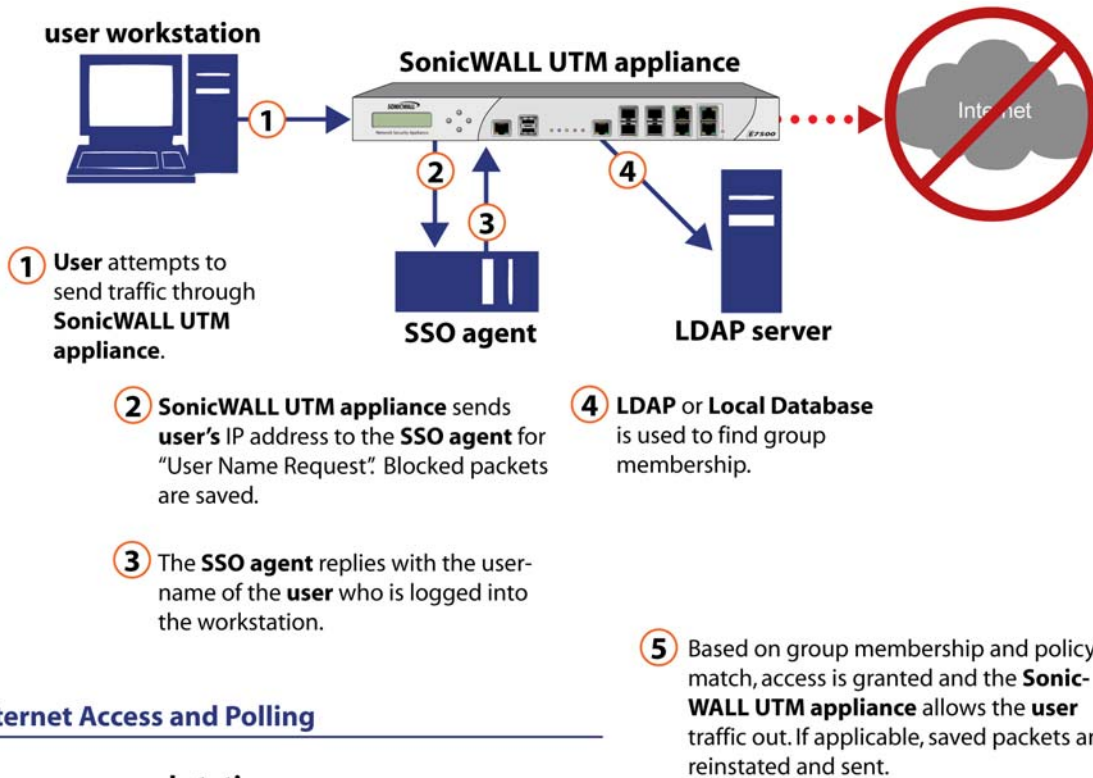 user workstation
SonicWALL UTM appliance
SONICWALL
Network Security Appliance
E7500
Internet
1
2
3
4
SSO agent
LDAP server
1 User attempts to
send traffic through
SonicWALL UTM
appliance.
2 SonicWALL UTM appliance sends
user's IP address to the SSO agent for
“User Name Request”. Blocked packets
are saved.
3 The SSO agent replies with the user-
name of the user who is logged into
the workstation.
4 LDAP or Local Database
is used to find group
membership.
5 Based on group membership and policy
match, access is granted and the Sonic-
WALL UTM appliance allows the user
traffic out. If applicable, saved packets
reinstated and sent.
ternet Access and Polling